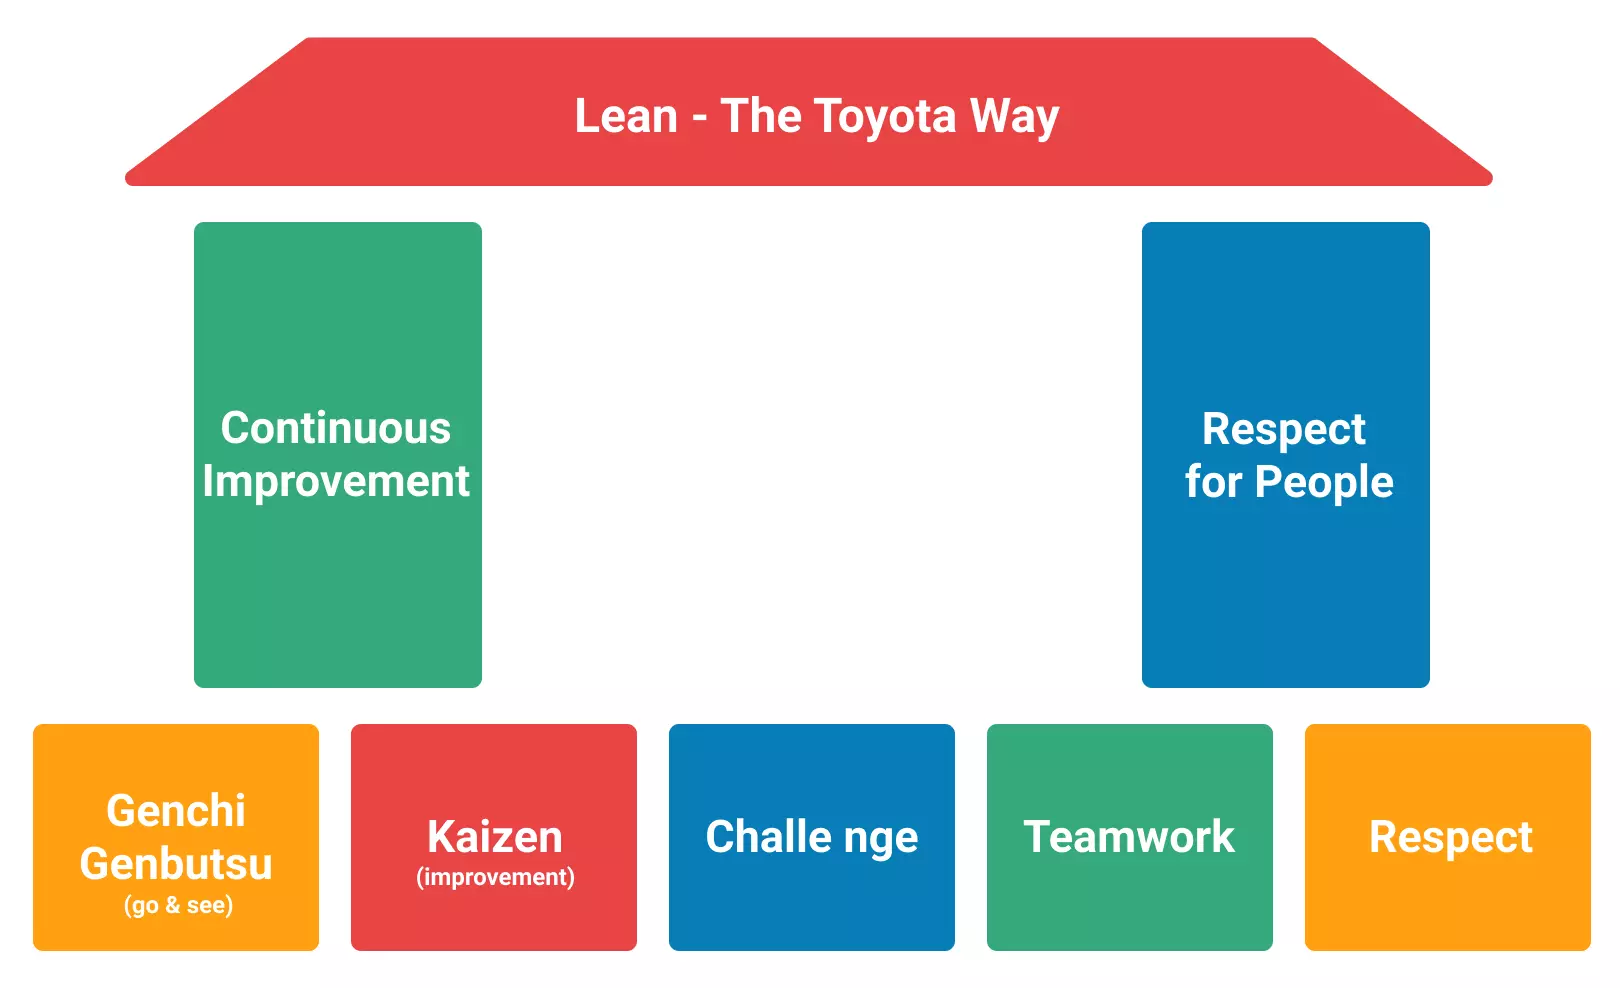 Lean - The Toyota Way
Continuous
Improvement
Respect
for People
Genchi
Genbutsu
(go & see)
Kaizen
(improvement)
Challe nge
Teamwork
Respect